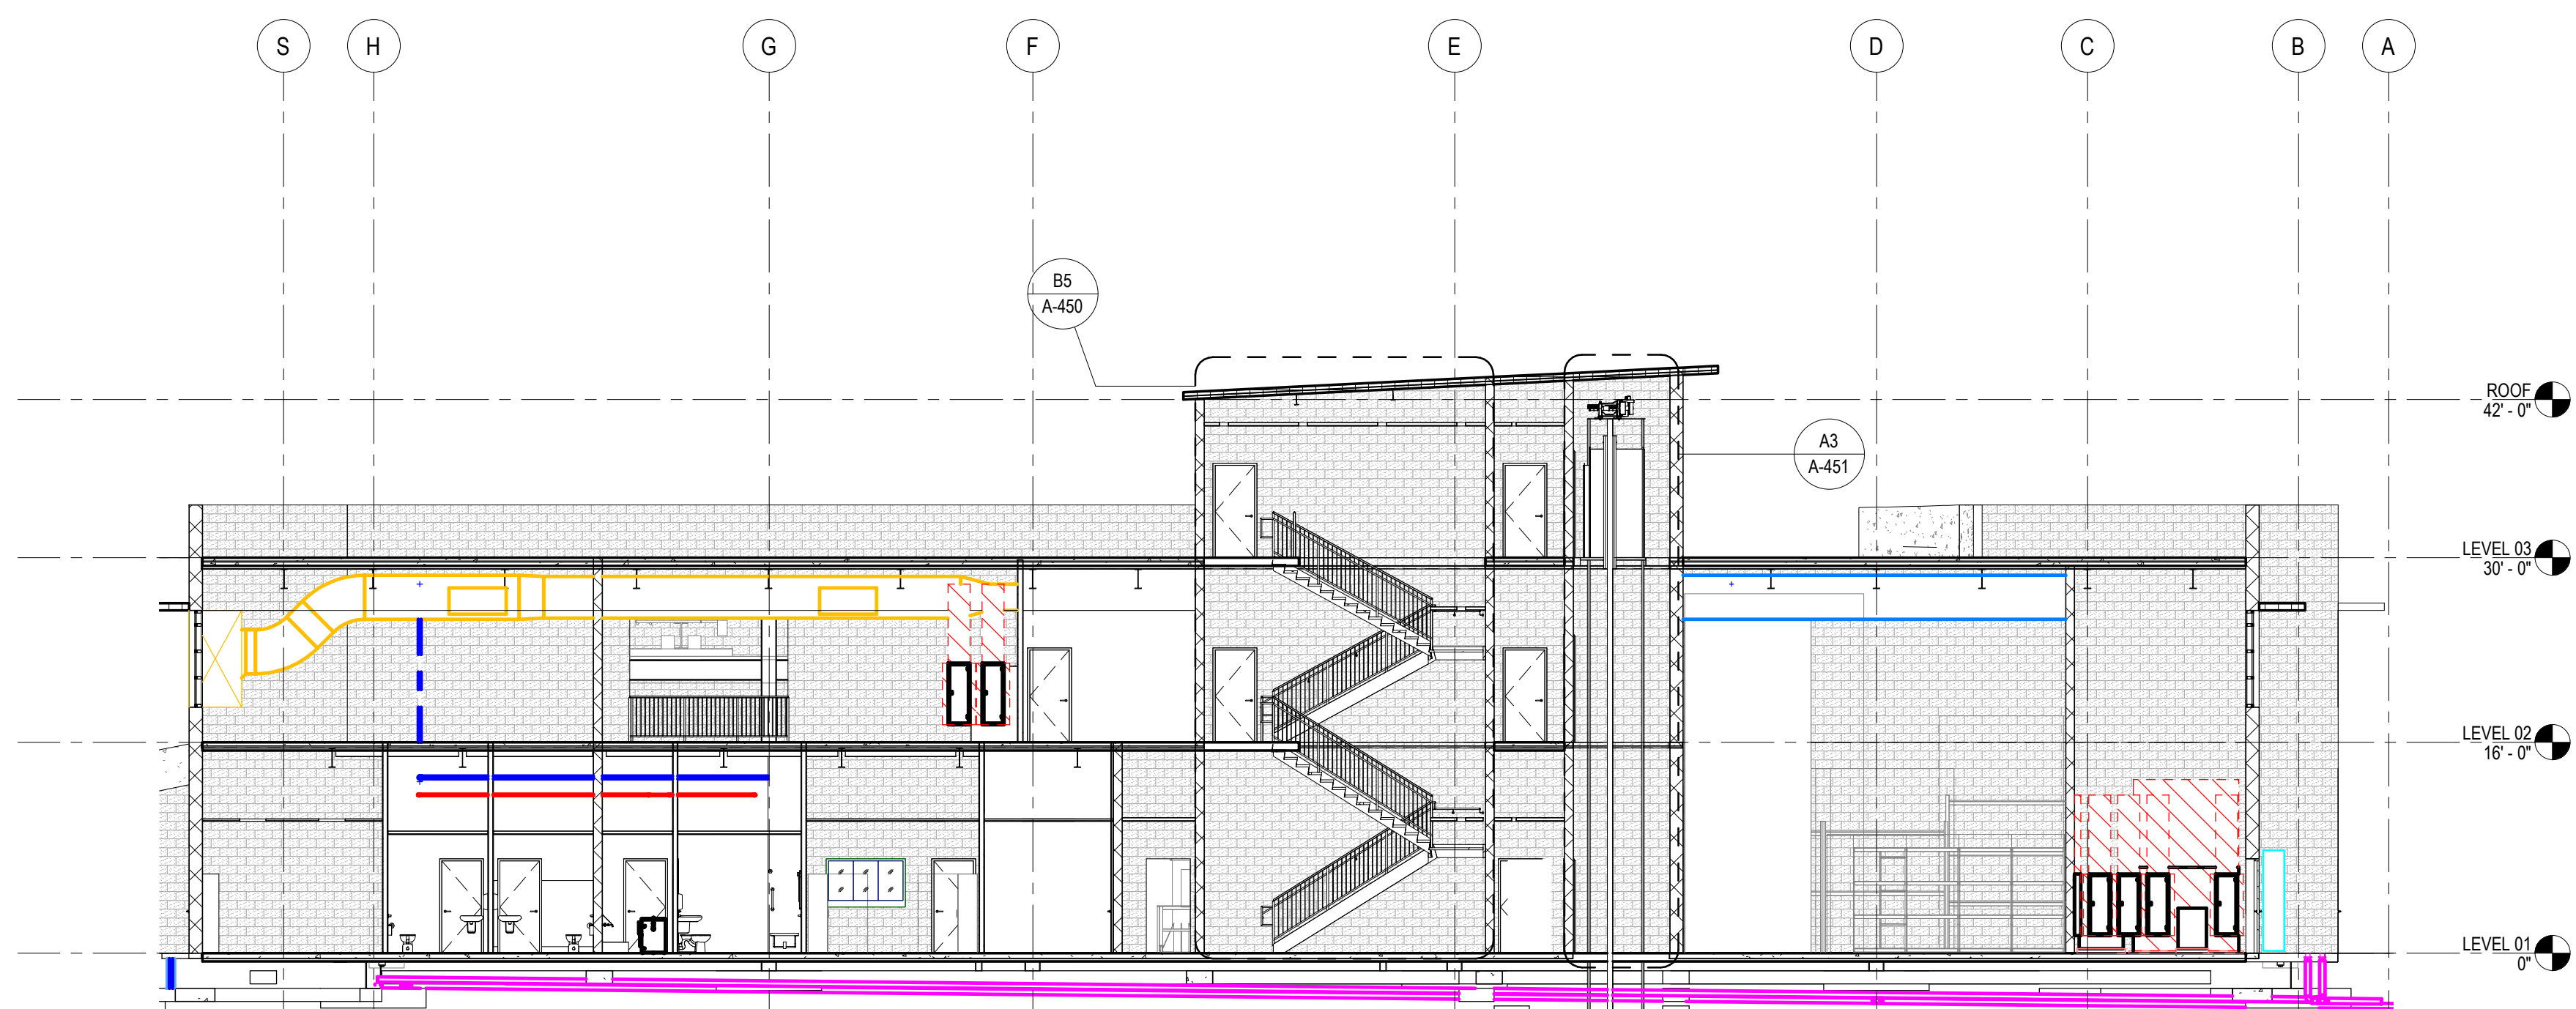 S
H
G
F
E
D
C
B
A
B5
A-450
ROOF
42' - 0"
A3
A-451
LEVEL 03
30' - 0"
LEVEL 02
16' - 0"
LEVEL 01
0"